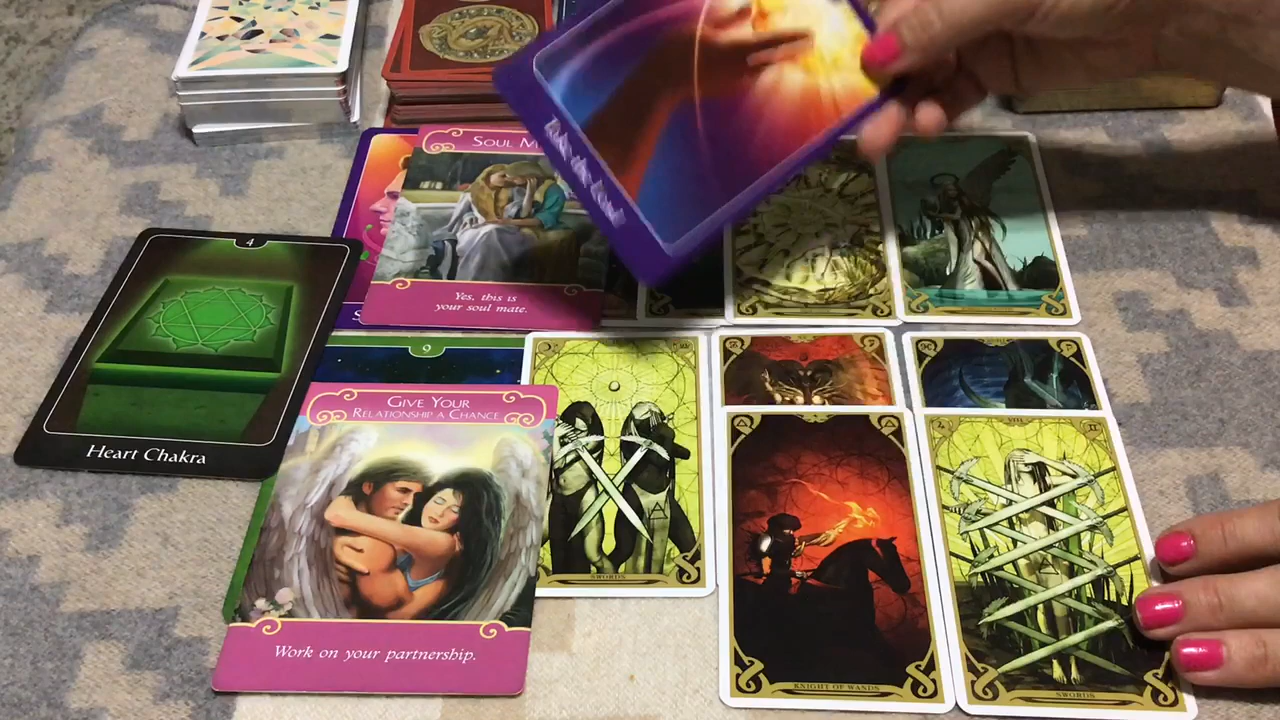 SOUL M
Yes, this is
your soul mate.
4
Heart Chakra
9
GIVE YOUR
RELATIONSHIP A CHANCE
Work on your partnership.
SWORDS
KNIGHT OF WANDS
VIII
SWORDS